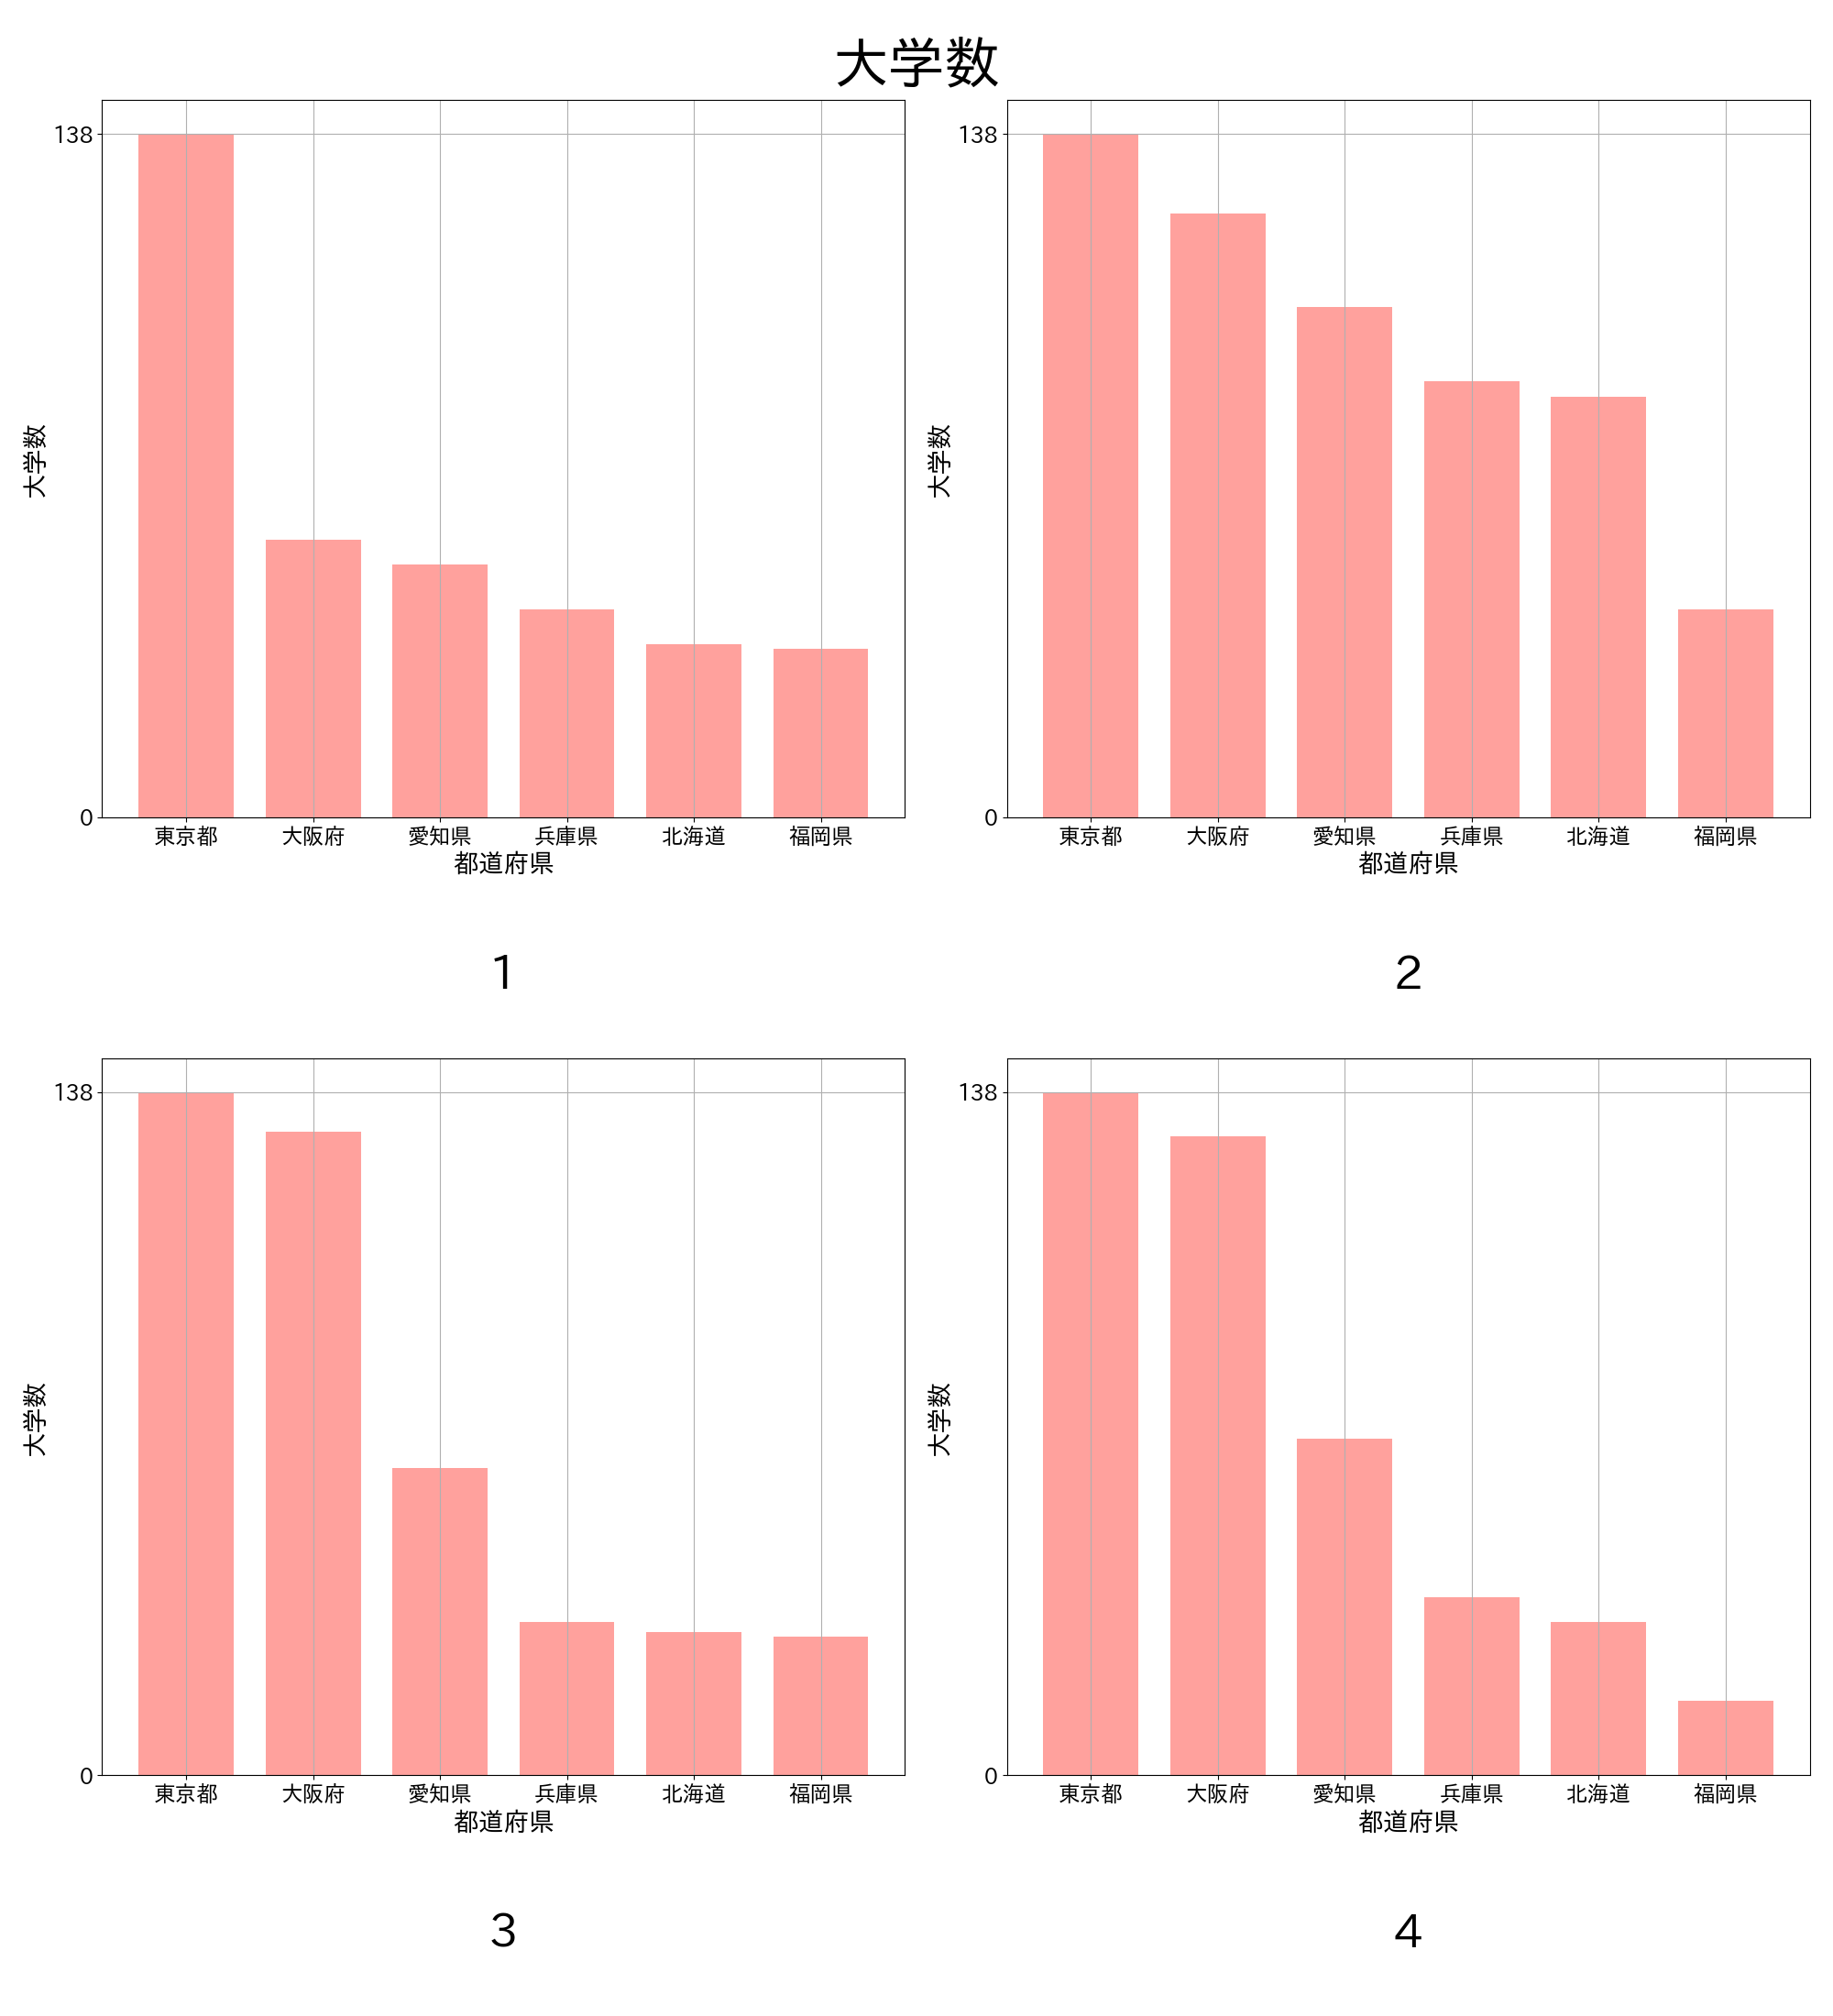 大学数
138
0
大学数
東京都 大阪府 愛知県 兵庫県 北海道 福岡県
都道府県
1
138
0
大学数
東京都 大阪府 愛知県 兵庫県 北海道 福岡県
都道府県
2
138
0
大学数
東京都 大阪府 愛知県 兵庫県 北海道 福岡県
都道府県
3
138
0
大学数
東京都 大阪府 愛知県 兵庫県 北海道 福岡県
都道府県
4